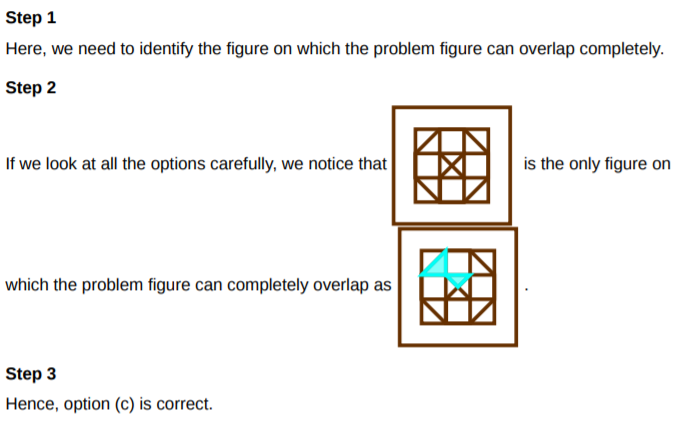 Step 1
Here, we need to identify the figure on which the problem figure can overlap completely.
Step 2
If we look at all the options carefully, we notice that is the only figure on
which the problem figure can completely overlap as .
Step 3
Hence, option (c) is correct.